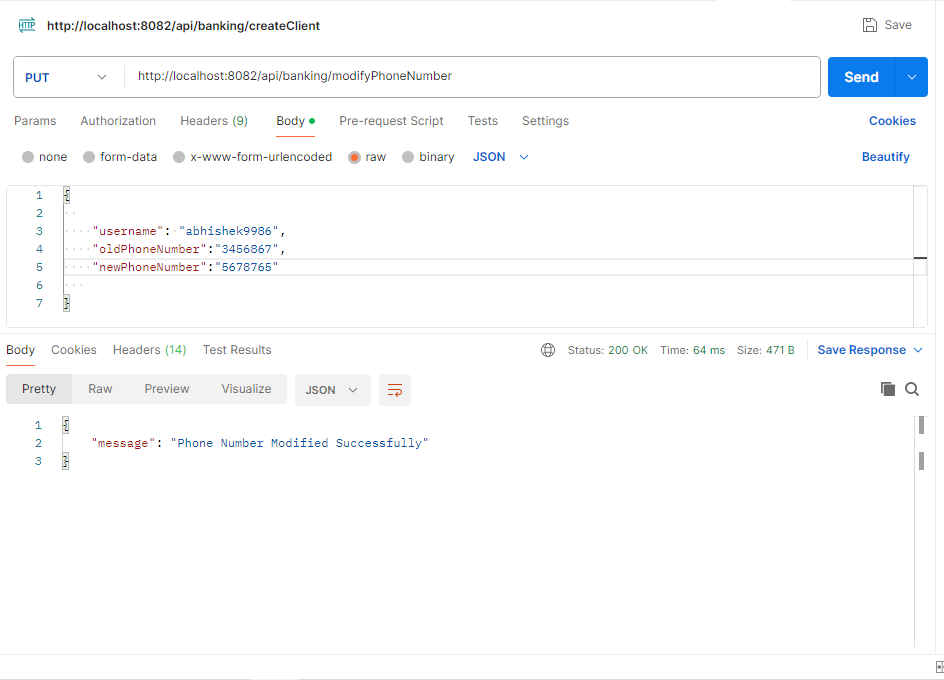 HTTP http://localhost:8082/api/banking/createClient Save
PUT http://localhost:8082/api/banking/modifyPhoneNumber Send
Params Authorization Headers (9) Body Pre-request Script Tests Settings Cookies
none form-data x-www-form-urlencoded raw binary JSON Beautify
1 {
2
3 "username": "abhishek9986",
4 "oldPhoneNumber":"3456867",
5 "newPhoneNumber":"5678765"
6
7 }
Body Cookies Headers (14) Test Results Status: 200 OK Time: 64 ms Size: 471 B Save Response
Pretty Raw Preview Visualize JSON
1 {
2 "message": "Phone Number Modified Successfully"
3 }